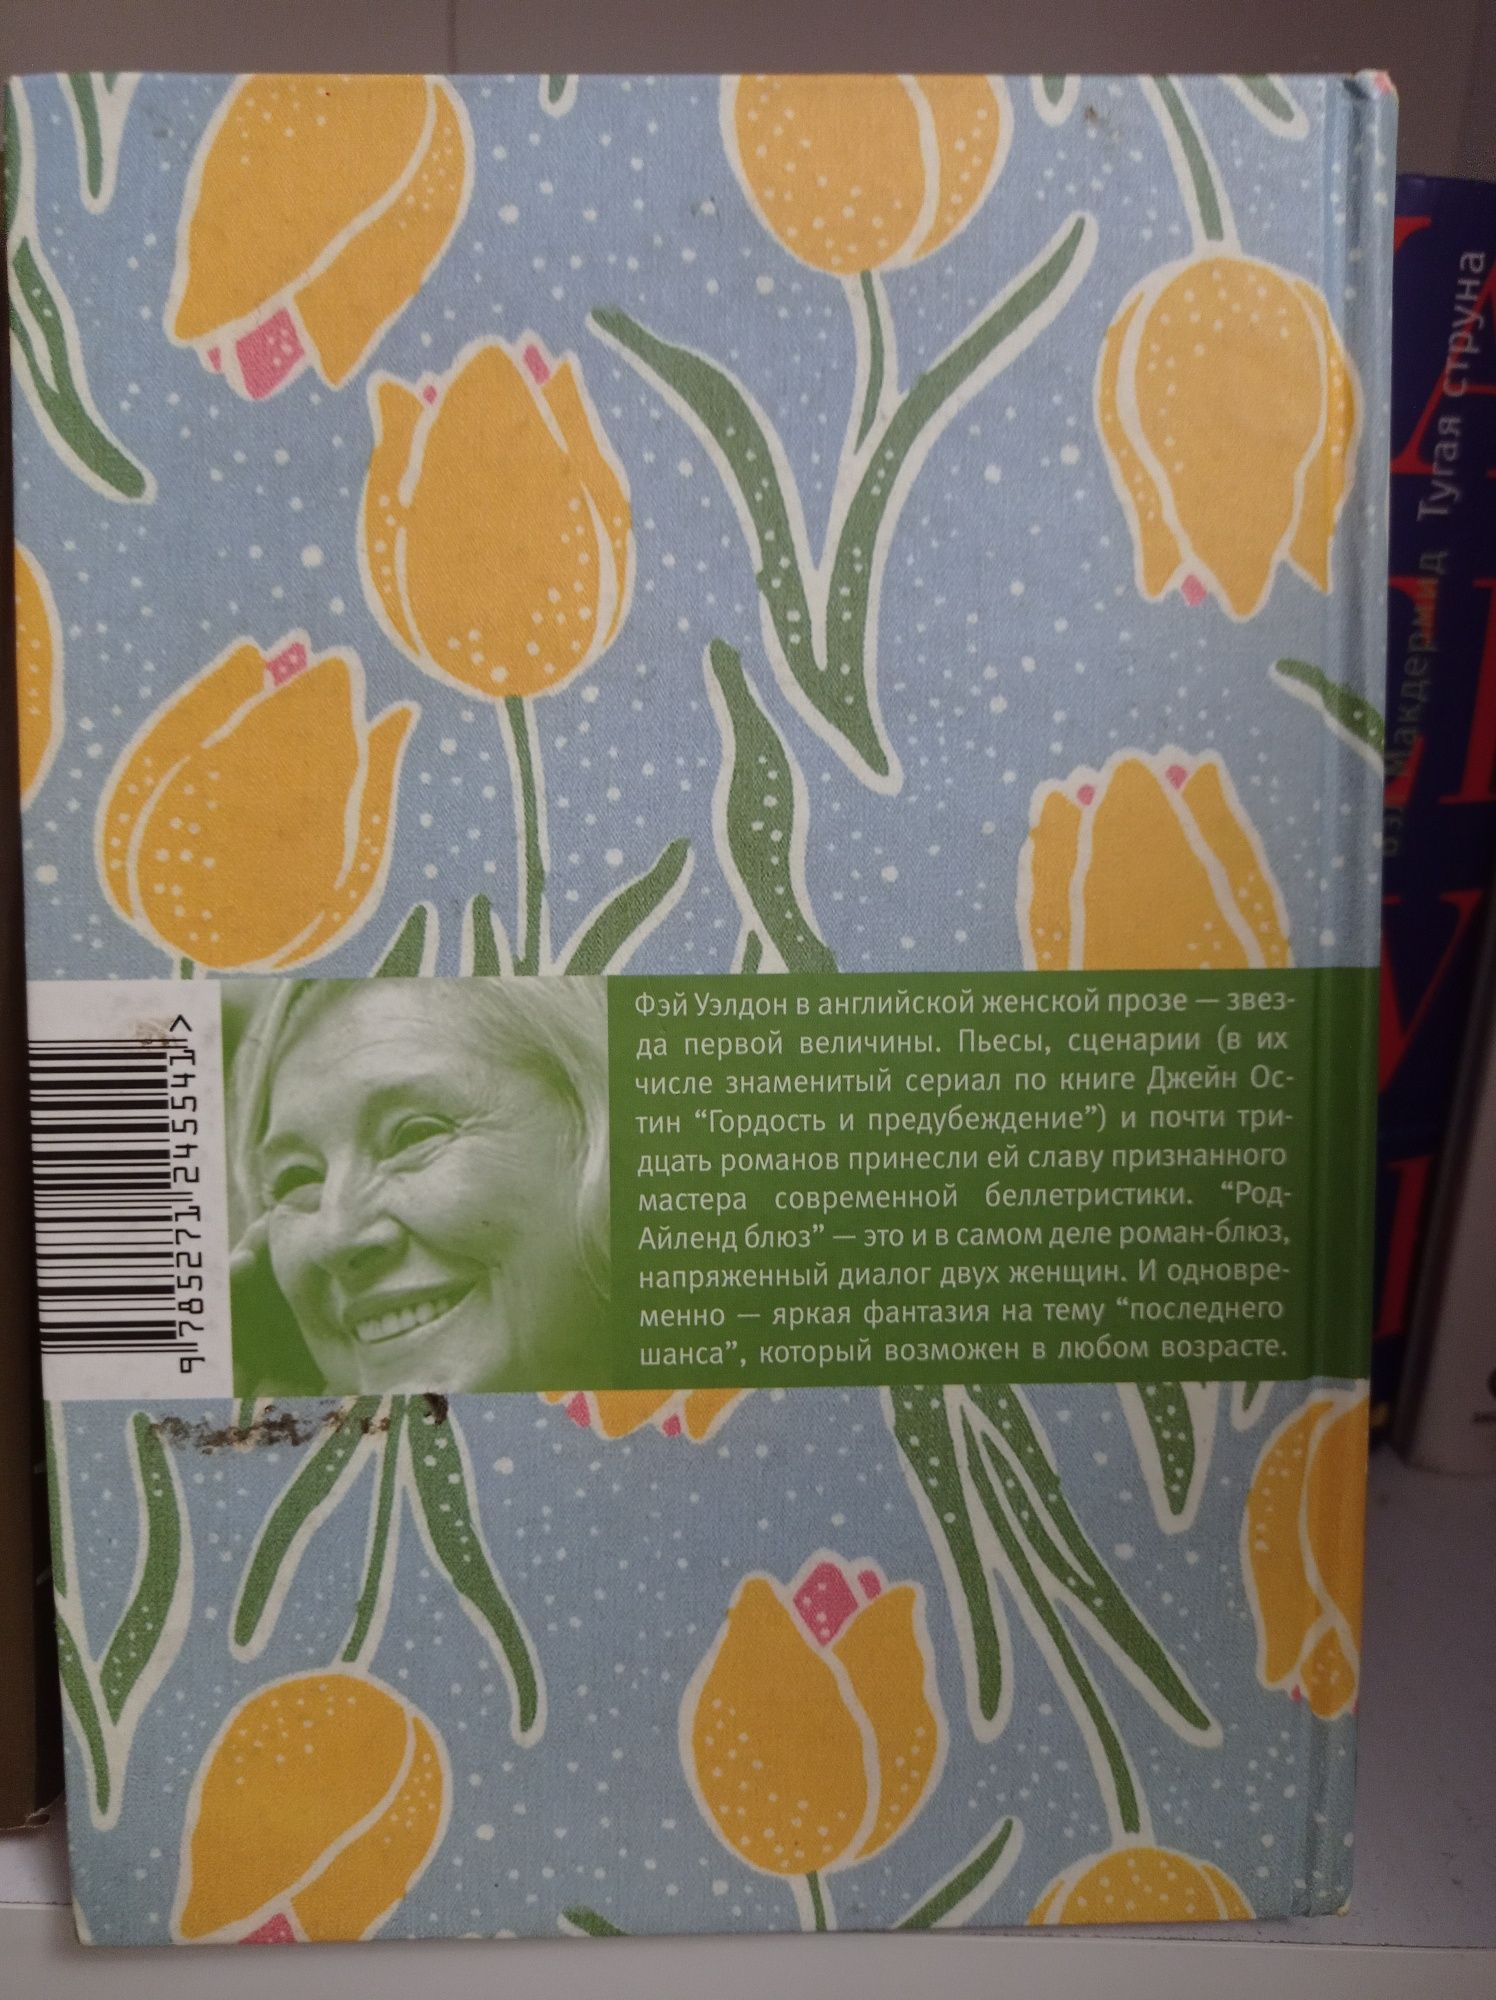 Фэй Уэлдон в английской женской прозе — звез-
да первой величины. Пьесы, сценарии (в их
числе знаменитый сериал по книге Джейн Ос-
тин “Гордость и предубеждение”) и почти три-
дцать романов принесли ей славу признанного
мастера современной беллетристики. “Род-
Айленд блюз” — это и в самом деле роман-блюз,
напряженный диалог двух женщин. И одновре-
менно — яркая фантазия на тему “последнего
шанса”, который возможен в любом возрасте.
9 785271 245541 >
Макдермид Тугая струна